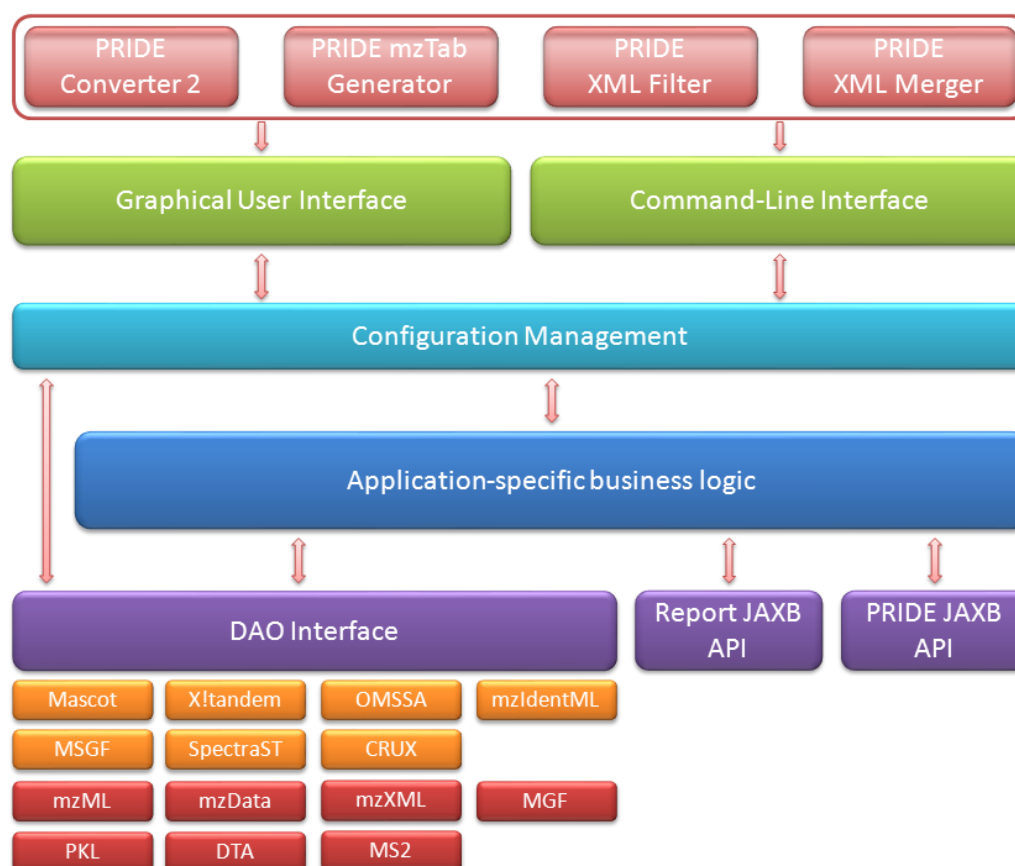 PRIDE
Converter 2
PRIDE mzTab
Generator
PRIDE
XML Filter
PRIDE
XML Merger
Graphical User Interface
Command-Line Interface
Configuration Management
Application-specific business logic
DAO Interface
Report JAXB
API
PRIDE JAXB
API
Mascot
X!tandem
OMSSA
mzIdentML
MSGF
SpectraST
CRUX
mzML
mzData
mzXML
MGF
PKL
DTA
MS2